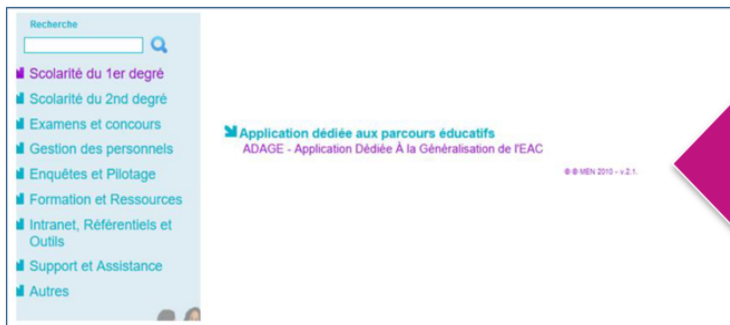 Recherche
Scolarité du 1er degré
Scolarité du 2nd degré
Examens et concours
Gestion des personnels
Enquêtes et Pilotage
Formation et Ressources
Intranet, Référentiels et
Outils
Support et Assistance
Autres
Application dédiée aux parcours éducatifs
ADAGE - Application Dédiée À la Généralisation de l'EAC
© © MEN 2010 - v.2.1.